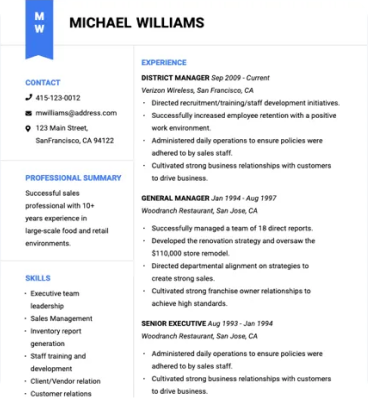 M
W
MICHAEL WILLIAMS
CONTACT
415-123-0012
mwilliams@address.com
123 Main Street,
SanFrancisco, CA 94122
PROFESSIONAL SUMMARY
Successful sales
professional with 10+
years experience in
large-scale food and retail
environments.
SKILLS
• Executive team
leadership
• Sales Management
• Inventory report
generation
• Staff training and
development
• Client/Vendor relation
• Customer relations
EXPERIENCE
DISTRICT MANAGER Sep 2009 - Current
Verizon Wireless, San Francisco, CA
• Directed recruitment/training/staff development initiatives.
• Successfully increased employee retention with a positive
work environment.
• Administered daily operations to ensure policies were
adhered to by sales staff.
• Cultivated strong business relationships with customers
to drive business.
GENERAL MANAGER Jan 1994 - Aug 1997
Woodranch Restaurant, San Jose, CA
• Successfully managed a team of 18 direct reports.
• Developed the renovation strategy and oversaw the
$110,000 store remodel.
• Directed departmental alignment on strategies to
create strong sales.
• Cultivated strong franchise owner relationships to
achieve high standards.
SENIOR EXECUTIVE Aug 1993 - Jan 1994
Woodranch Restaurant, San Jose, CA
• Administered daily operations to ensure policies were
adhered to by sales staff.
• Cultivated strong business relationships with customers
to drive business.